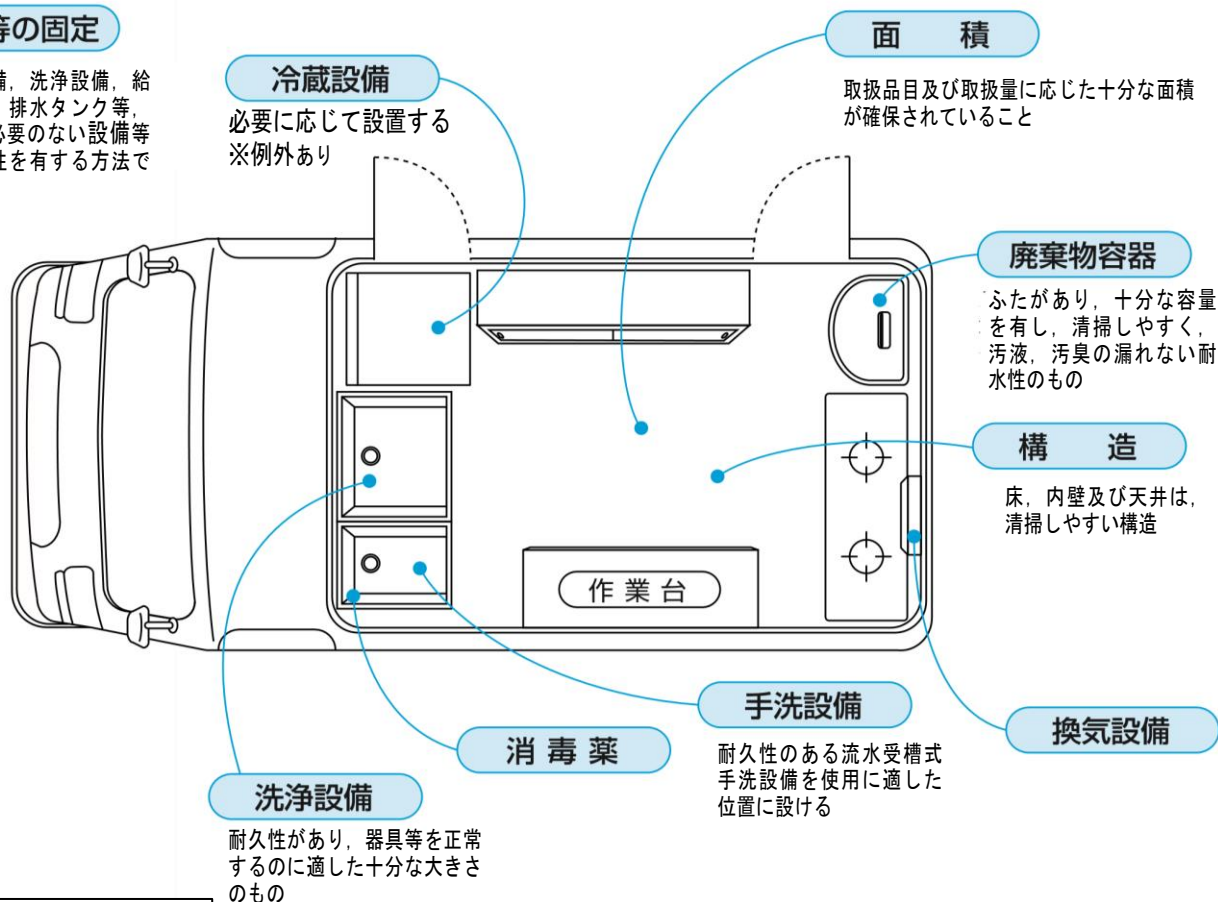 等の固定
備，洗浄設備，給
排水タンク等，
必要のない設備等
性を有する方法で
冷蔵設備
必要に応じて設置する
※例外あり
面　積
取扱品目及び取扱量に応じた十分な面積
が確保されていること
廃棄物容器
ふたがあり，十分な容量
を有し，清掃しやすく，
汚液，汚臭の漏れない耐
水性のもの
構　造
床，内壁及び天井は，
清掃しやすい構造
作業台
手洗設備
耐久性のある流水受槽式
手洗設備を使用に適した
位置に設ける
換気設備
消毒薬
洗浄設備
耐久性があり，器具等を正常
するのに適した十分な大きさ
のもの